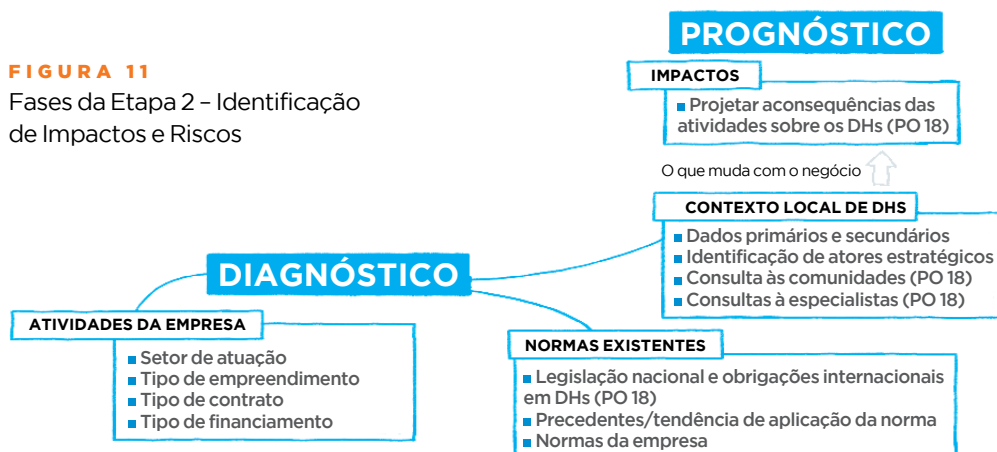 FIGURA 11
Fases da Etapa 2 – Identificação
de Impactos e Riscos
PROGNÓSTICO
IMPACTOS
■ Projetar aconsequências das
atividades sobre os DHs (PO 18)
O que muda com o negócio
CONTEXTO LOCAL DE DHS
■ Dados primários e secundários
■ Identificação de atores estratégicos
■ Consulta às comunidades (PO 18)
■ Consultas à especialistas (PO 18)
DIAGNÓSTICO
ATIVIDADES DA EMPRESA
■ Setor de atuação
■ Tipo de empreendimento
■ Tipo de contrato
■ Tipo de financiamento
NORMAS EXISTENTES
■ Legislação nacional e obrigações internacionais
em DHs (PO 18)
■ Precedentes/tendência de aplicação da norma
■ Normas da empresa